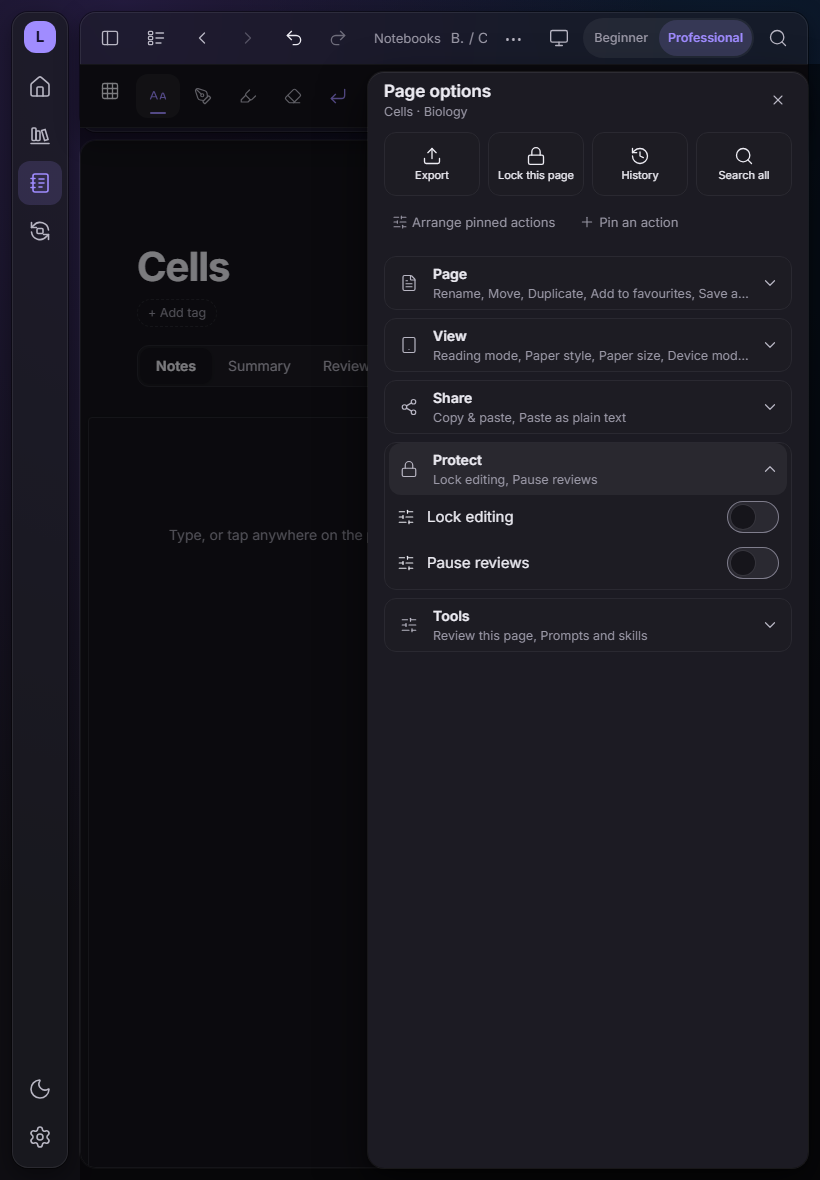 L
Notebooks B. / C
Beginner
Professional
AA
Cells
+ Add tag
Notes
Summary
Review
Type, or tap anywhere on the
Page options
Cells · Biology
Export
Lock this page
History
Search all
Arrange pinned actions
Pin an action
Page
Rename, Move, Duplicate, Add to favourites, Save a...
View
Reading mode, Paper style, Paper size, Device mod...
Share
Copy & paste, Paste as plain text
Protect
Lock editing, Pause reviews
Lock editing
Pause reviews
Tools
Review this page, Prompts and skills